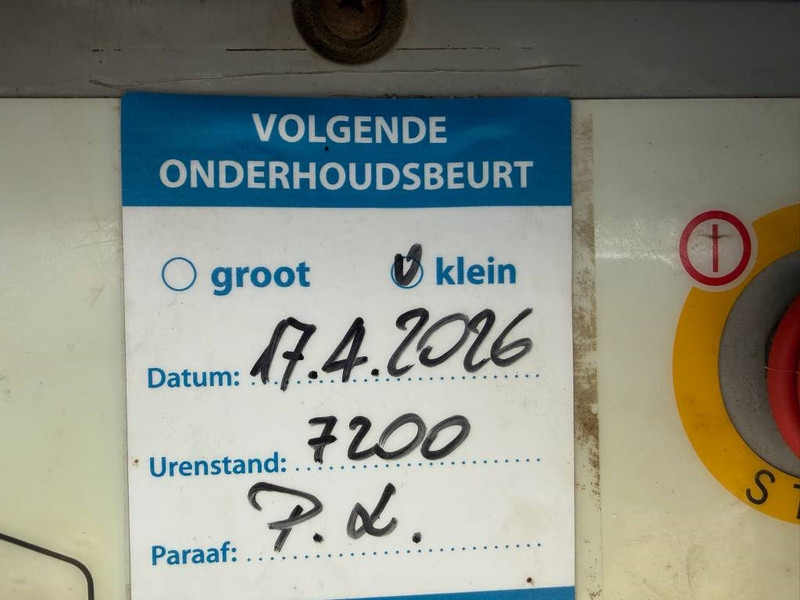 VOLGENDE
ONDERHOUDSBEURT
groot klein
Datum: 17.4.2026
Urenstand: 7200
Paraaf: P. L.